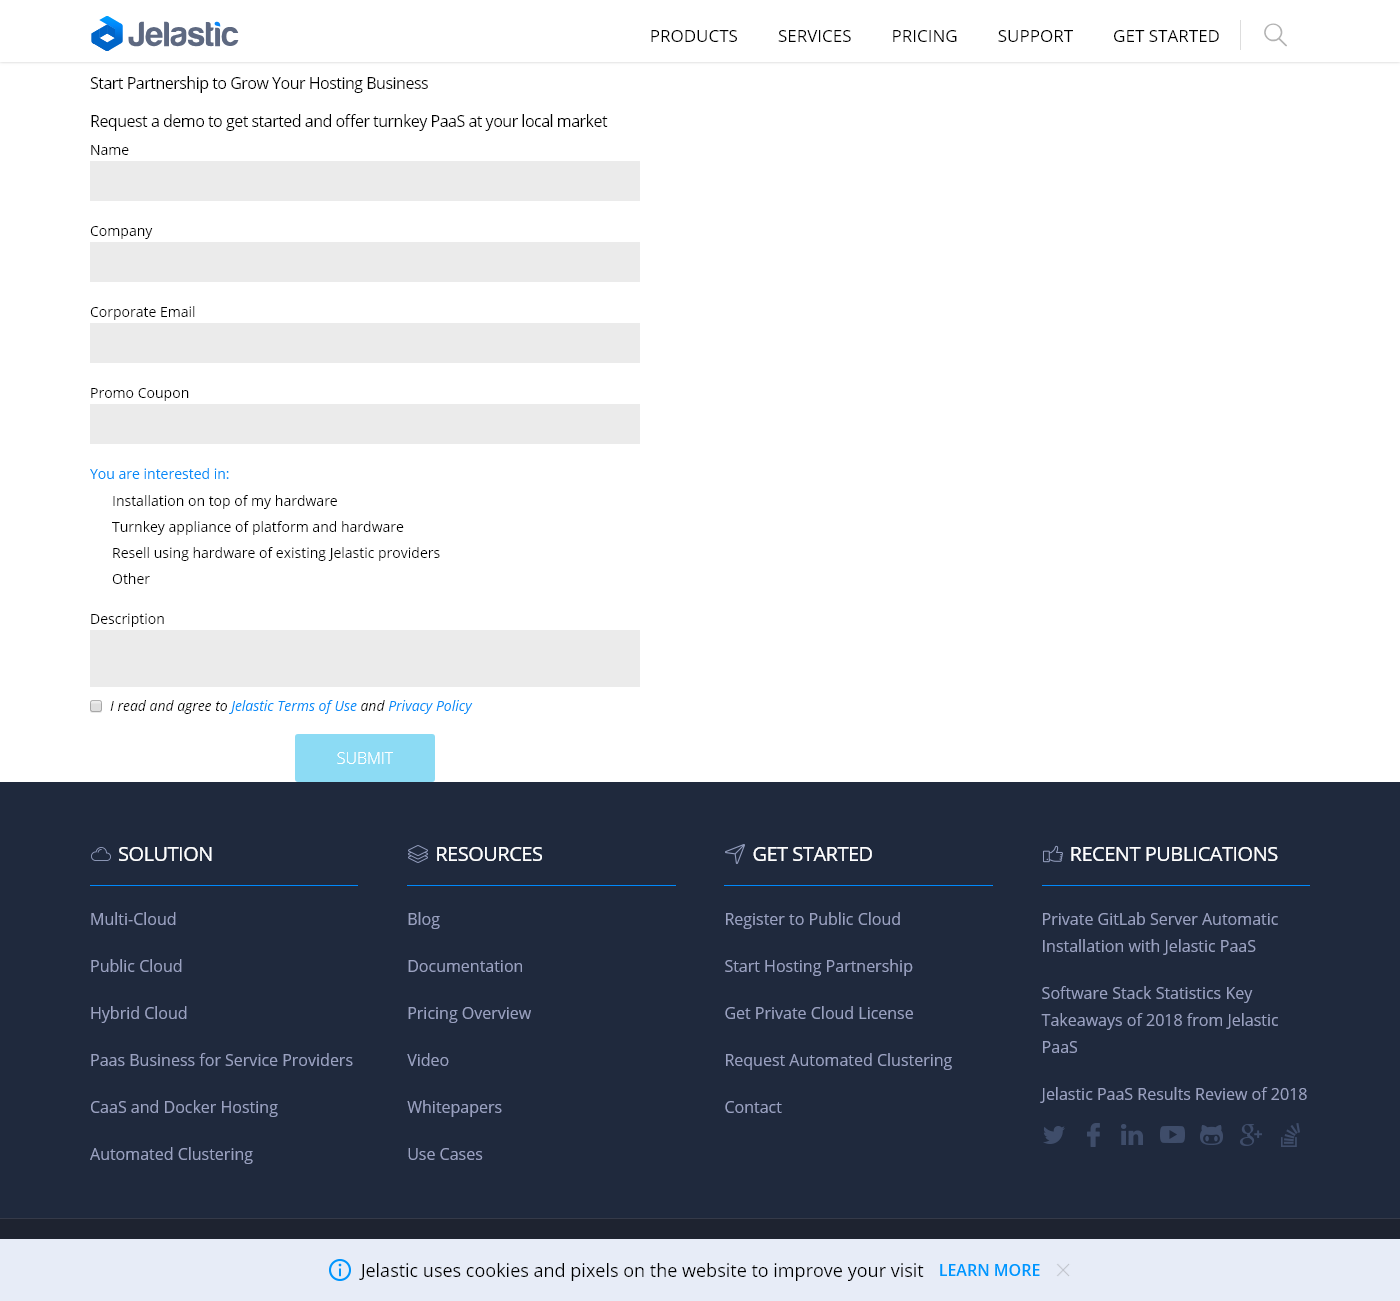 Jelastic
PRODUCTS SERVICES PRICING SUPPORT GET STARTED
Start Partnership to Grow Your Hosting Business
Request a demo to get started and offer turnkey PaaS at your local market
Name
Company
Corporate Email
Promo Coupon
You are interested in:
Installation on top of my hardware
Turnkey appliance of platform and hardware
Resell using hardware of existing Jelastic providers
Other
Description
I read and agree to Jelastic Terms of Use and Privacy Policy
SUBMIT
SOLUTION
Multi-Cloud
Public Cloud
Hybrid Cloud
Paas Business for Service Providers
CaaS and Docker Hosting
Automated Clustering
RESOURCES
Blog
Documentation
Pricing Overview
Video
Whitepapers
Use Cases
GET STARTED
Register to Public Cloud
Start Hosting Partnership
Get Private Cloud License
Request Automated Clustering
Contact
RECENT PUBLICATIONS
Private GitLab Server Automatic
Installation with Jelastic PaaS
Software Stack Statistics Key
Takeaways of 2018 from Jelastic
PaaS
Jelastic PaaS Results Review of 2018
Jelastic uses cookies and pixels on the website to improve your visit LEARN MORE